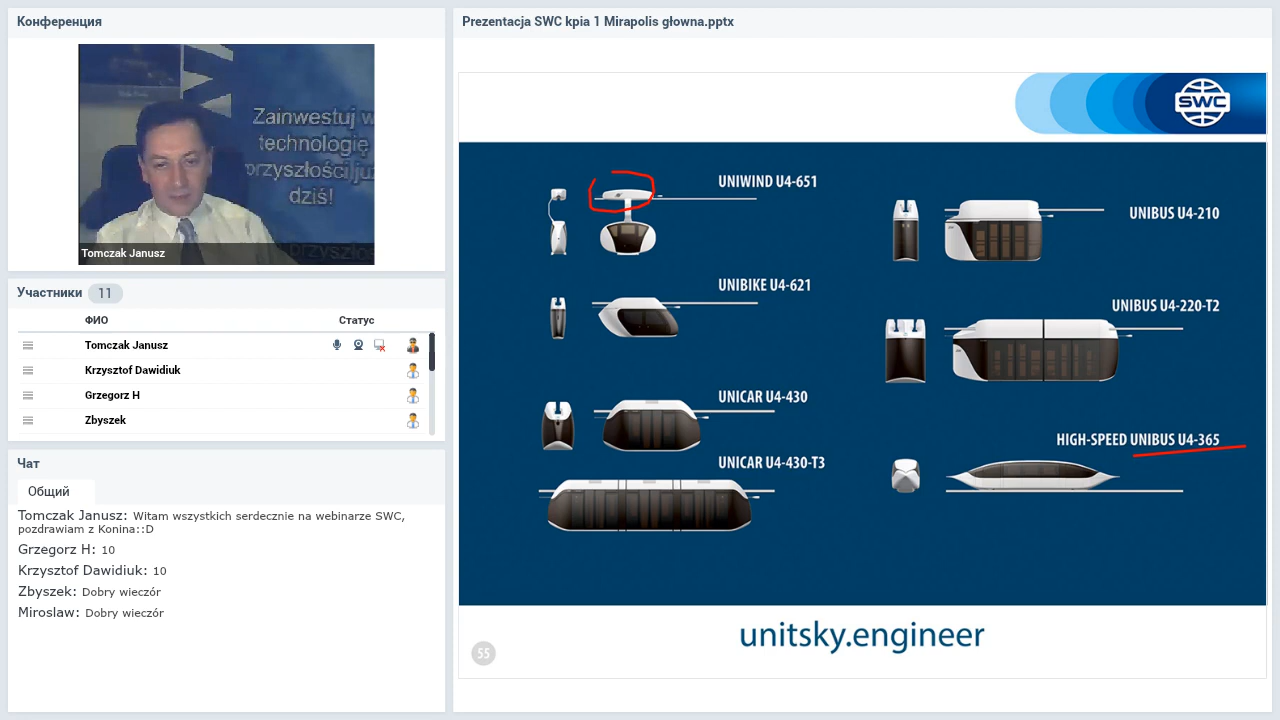 Конференция
Zainwestuj w
technologię
przyszłości już
dziś!
Tomczak Janusz
Участники 11
ФИО Статус
Tomczak Janusz
Krzysztof Dawidiuk
Grzegorz H
Zbyszek
Чат
Общий
Tomczak Janusz: Witam wszystkich serdecznie na webinarze SWC,
pozdrawiam z Konina::D
Grzegorz H: 10
Krzysztof Dawidiuk: 10
Zbyszek: Dobry wieczór
Miroslaw: Dobry wieczór
Prezentacja SWC kpia 1 Mirapolis głowna.pptx
SWC
UNIWIND U4-651
UNIBIKE U4-621
UNICAR U4-430
UNICAR U4-430-T3
UNIBUS U4-210
UNIBUS U4-220-T2
HIGH-SPEED UNIBUS U4-365
unitsky.engineer
55